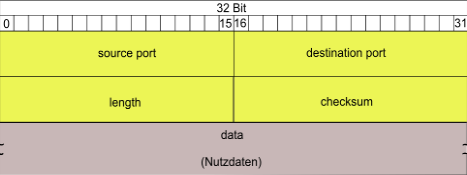 32 Bit
0 15 16 31
source port destination port
length checksum
data
(Nutzdaten)